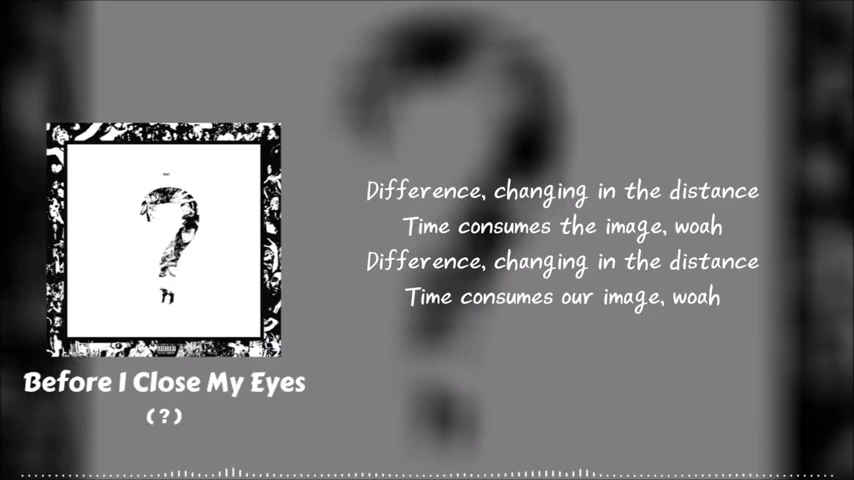 Difference, changing in the distance
Time consumes the image, woah
Difference, changing in the distance
Time consumes our image, woah
?
Before I Close My Eyes
(?)